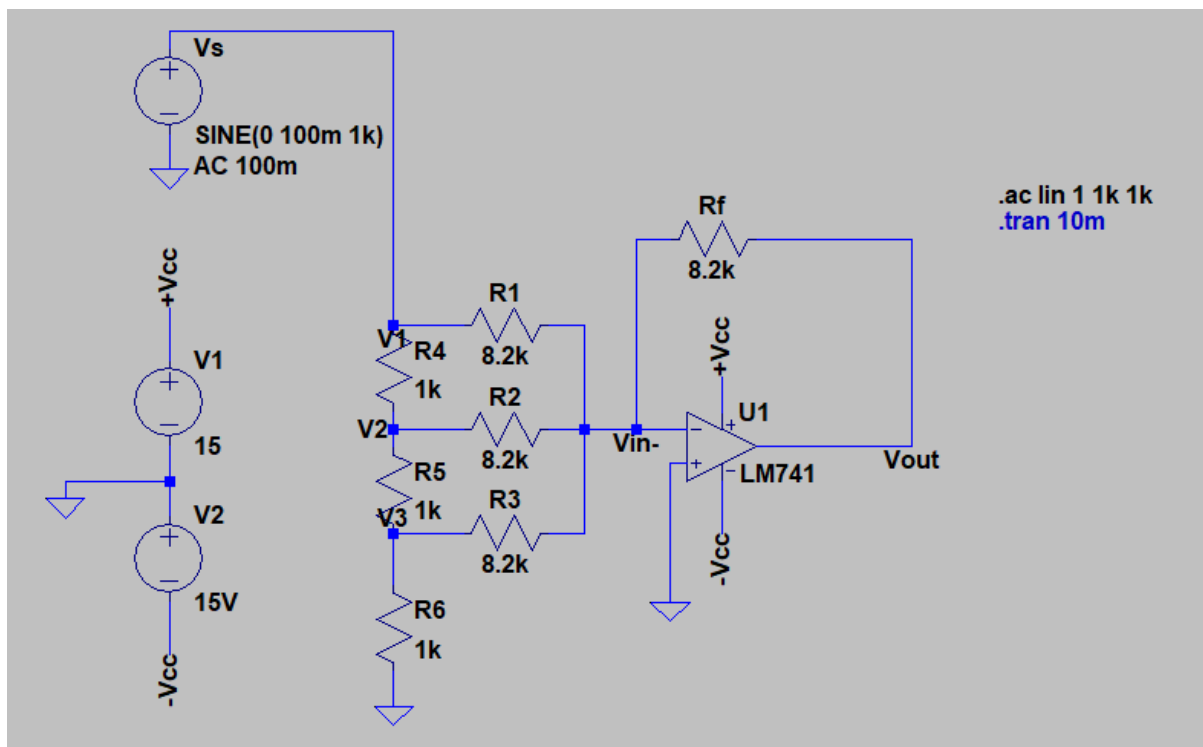 Vs
SINE(0 100m 1k)
AC 100m
.ac lin 1 1k 1k
.tran 10m
Rf
8.2k
+Vcc
V1
15
V2
15V
-Vcc
V1
R4
1k
V2
R5
1k
V3
R6
1k
R1
8.2k
R2
8.2k
R3
8.2k
Vin-
+Vcc
U1
LM741
-Vcc
Vout